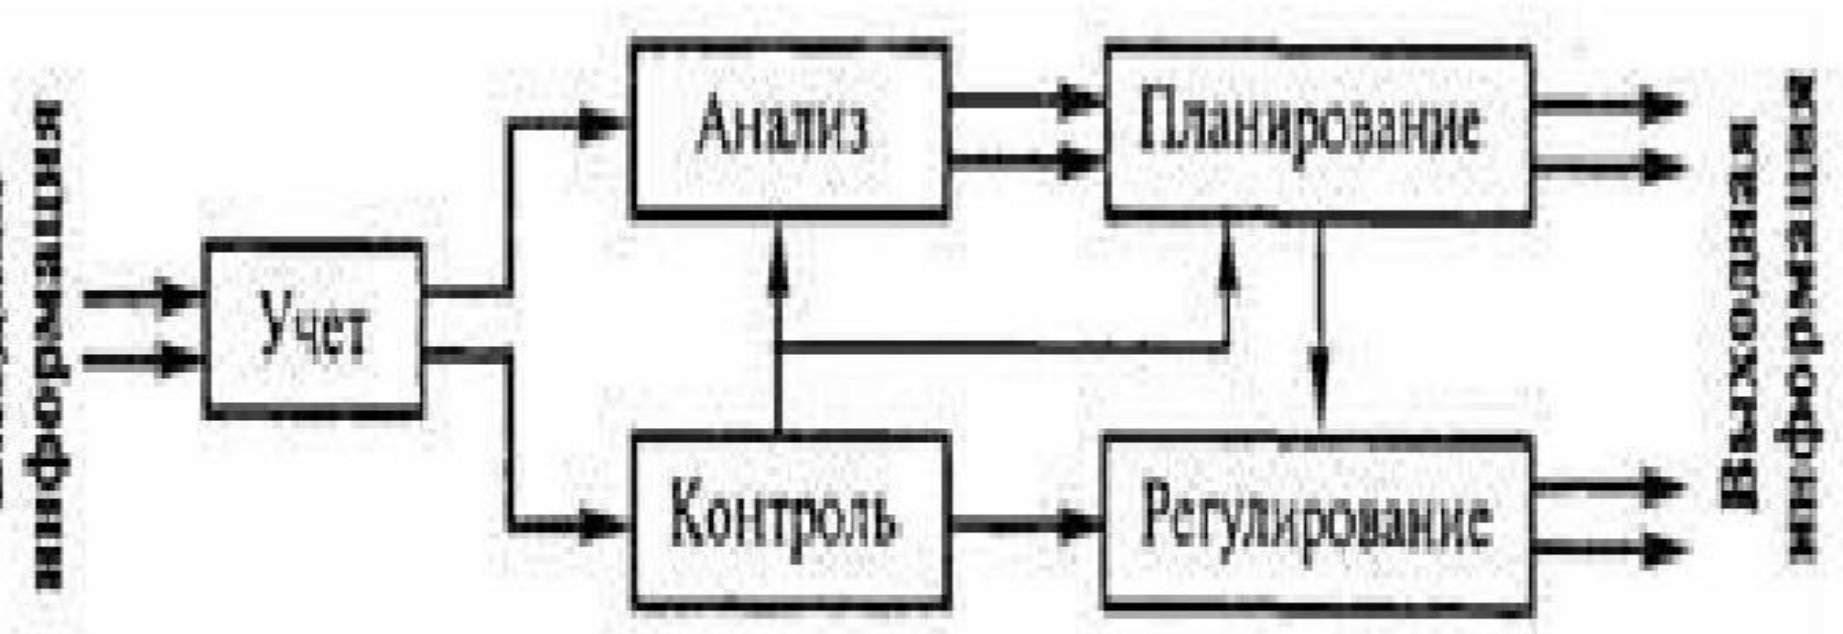 информация
Учет
Анализ
Планирование
Контроль
Регулирование
Выходная
информация